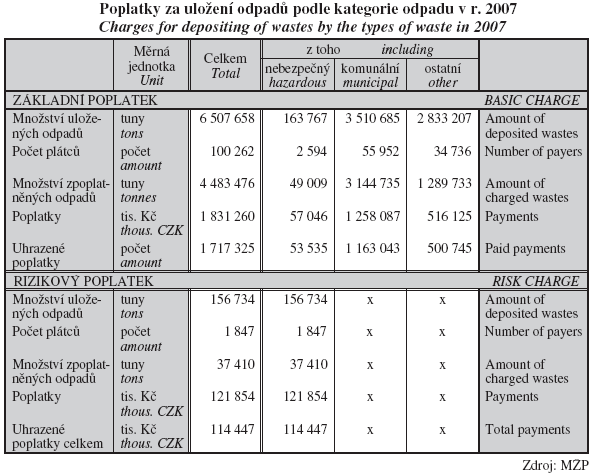 Poplatky za uložení odpadů podle kategorie odpadu v r. 2007
Charges for depositing of wastes by the types of waste in 2007
Měrná jednotka Unit Celkem Total z toho including
nebezpečný hazardous komunální municipal ostatní other
ZÁKLADNÍ POPLATEK BASIC CHARGE
Množství ulože- tuny 6 507 658 163 767 3 510 685 2 833 207 Amount of
ných odpadů tons deposited wastes
Počet plátců počet 100 262 2 594 55 952 34 736 Number of payers
amount
Množství zpoplat- tuny 4 483 476 49 009 3 144 735 1 289 733 Amount of
něných odpadů tonnes charged wastes
Poplatky tis. Kč 1 831 260 57 046 1 258 087 516 125 Payments
thous. CZK
Uhrazené počet 1 717 325 53 535 1 163 043 500 745 Paid payments
poplatky amount
RIZIKOVÝ POPLATEK RISK CHARGE
Množství ulože- tuny 156 734 156 734 x x Amount of
ných odpadů tons deposited wastes
Počet plátců počet 1 847 1 847 x x Number of payers
amount
Množství zpoplat- tuny 37 410 37 410 x x Amount of
něných odpadů tons charged wastes
Poplatky tis. Kč 121 854 121 854 x x Payments
thous. CZK
Uhrazené tis. Kč 114 447 114 447 x x Total payments
poplatky celkem thous. CZK
Zdroj: MŽP